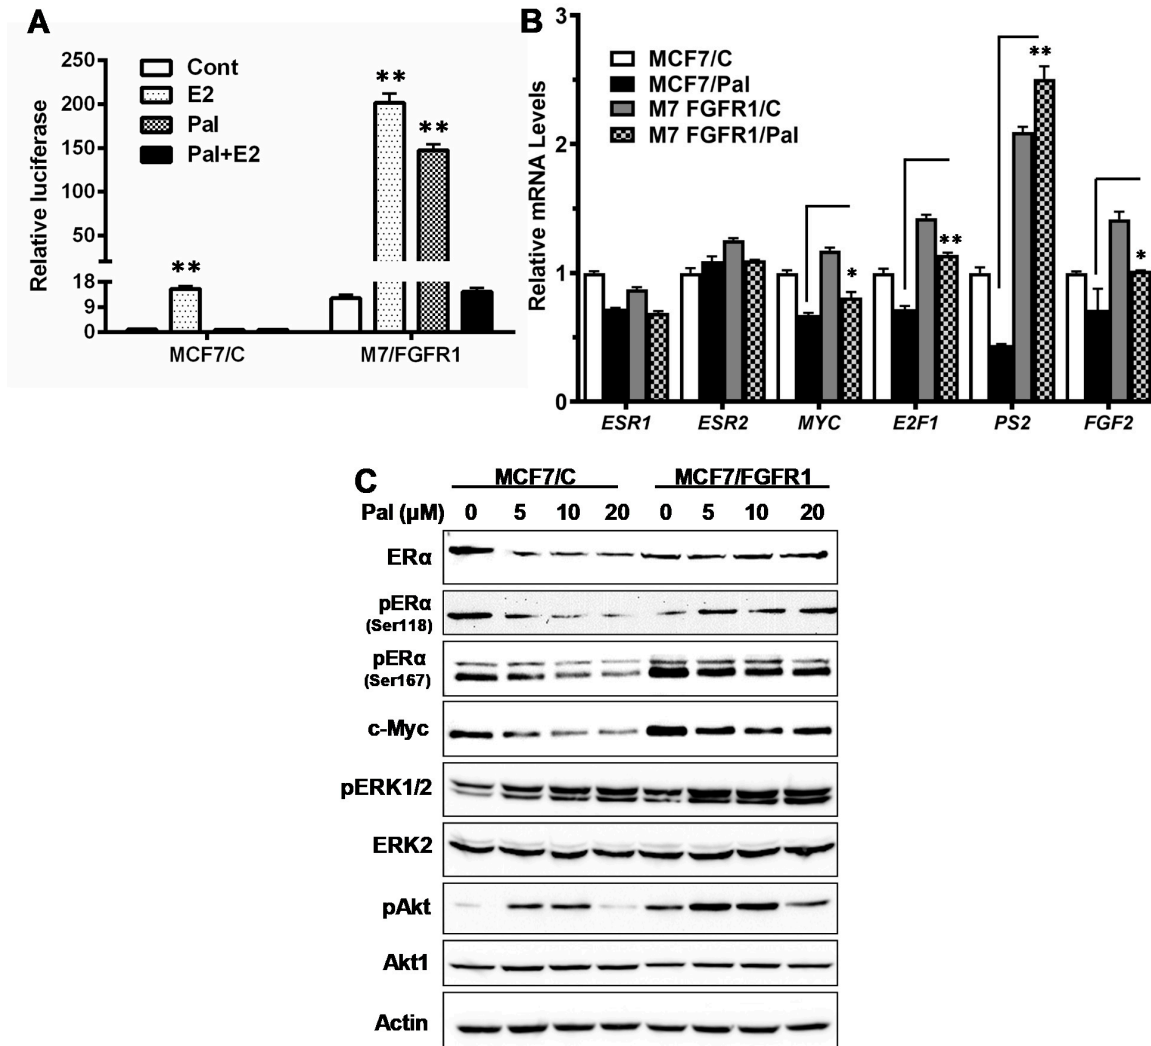 A
250
200
150
100
50
18
9
0
Relative luciferase
Cont
E2
Pal
Pal+E2
**
**
**
MCF7/C
M7/FGFR1
B
3
2
1
0
Relative mRNA Levels
MCF7/C
MCF7/Pal
M7 FGFR1/C
M7 FGFR1/Pal
*
**
**
*
ESR1 ESR2 MYC E2F1 PS2 FGF2
C
MCF7/C MCF7/FGFR1
Pal (μM) 0 5 10 20 0 5 10 20
ERα
pERα
(Ser118)
pERα
(Ser167)
c-Myc
pERK1/2
ERK2
pAkt
Akt1
Actin